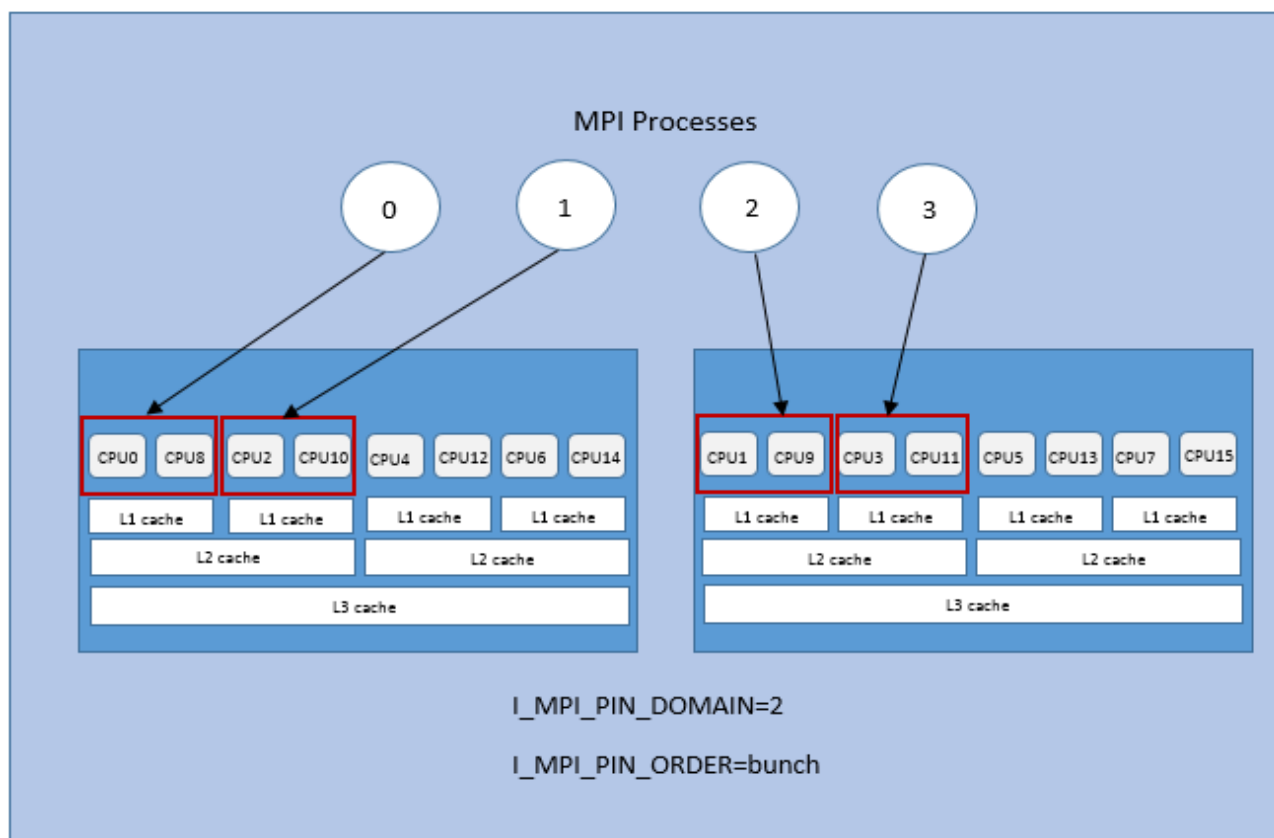 MPI Processes
0 1 2 3
CPU0 CPU8 CPU2 CPU10 CPU4 CPU12 CPU6 CPU14 CPU1 CPU9 CPU3 CPU11 CPU5 CPU13 CPU7 CPU15
L1 cache L1 cache L1 cache L1 cache L1 cache L1 cache L1 cache L1 cache
L2 cache L2 cache L2 cache L2 cache
L3 cache L3 cache
I_MPI_PIN_DOMAIN=2
I_MPI_PIN_ORDER=bunch